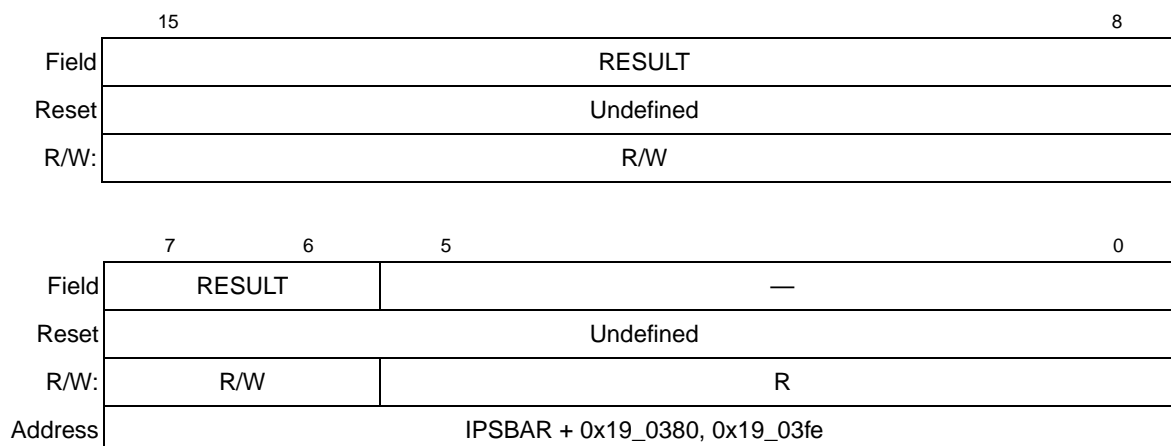 15 8
Field RESULT
Reset Undefined
R/W: R/W
7 6 5 0
Field RESULT —
Reset Undefined
R/W: R/W R
Address IPSBAR + 0x19_0380, 0x19_03fe